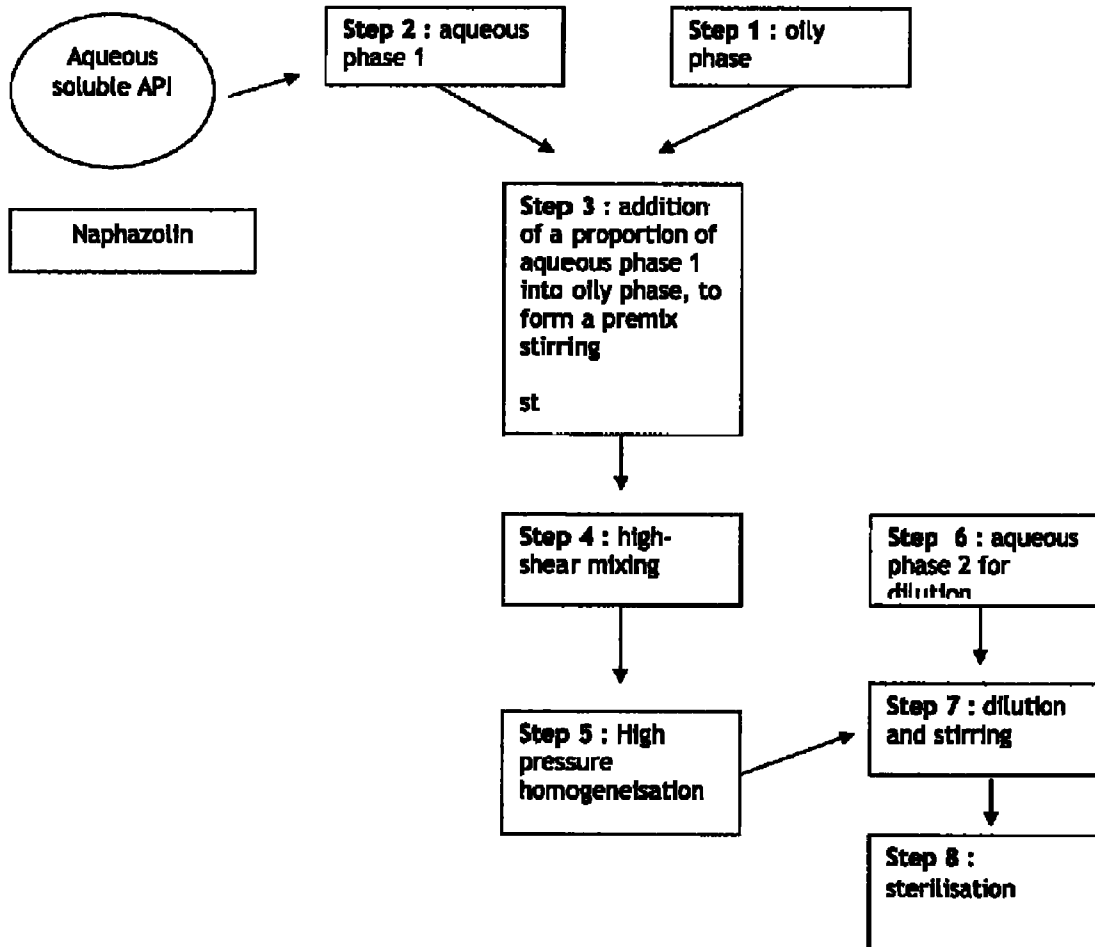 Aqueous
soluble API
Step 2 : aqueous
phase 1
Step 1 : oily
phase
Naphazolin
Step 3 : addition
of a proportion of
aqueous phase 1
into oily phase, to
form a premix
stirring
st
Step 4 : high-
shear mixing
Step 6 : aqueous
phase 2 for
dilution
Step 5 : High
pressure
homogeneisation
Step 7 : dilution
and stirring
Step 8 :
sterilisation